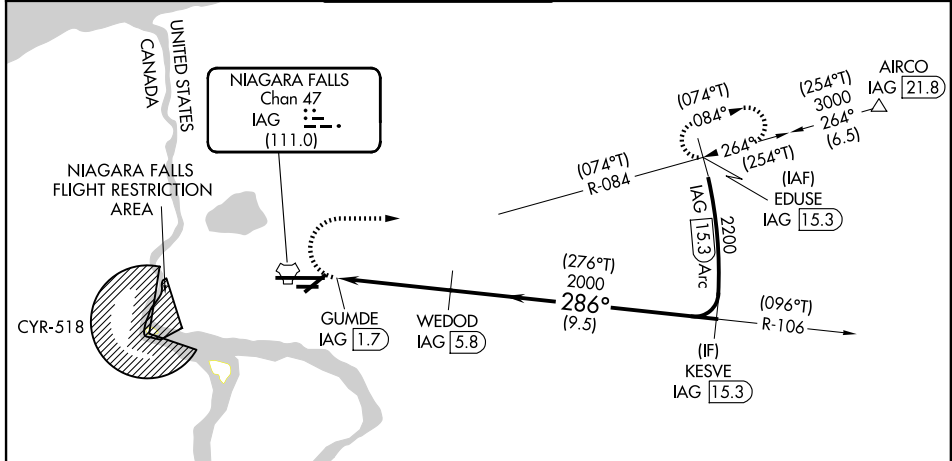 UNITED STATES
CANADA
NIAGARA FALLS
Chan 47
IAG
(111.0)
NIAGARA FALLS
FLIGHT RESTRICTION
AREA
CYR-518
AIRCO
IAG 21.8
(254°T)
3000
264°
(6.5)
(074°T)
084°
264°
(254°T)
(074°T)
R-084
(IAF)
EDUSE
IAG 15.3
IAG 15.3 Arc
2200
(276°T)
2000
286°
(9.5)
(096°T)
R-106
GUMDE
IAG 1.7
WEDOD
IAG 5.8
(IF)
KESVE
IAG 15.3